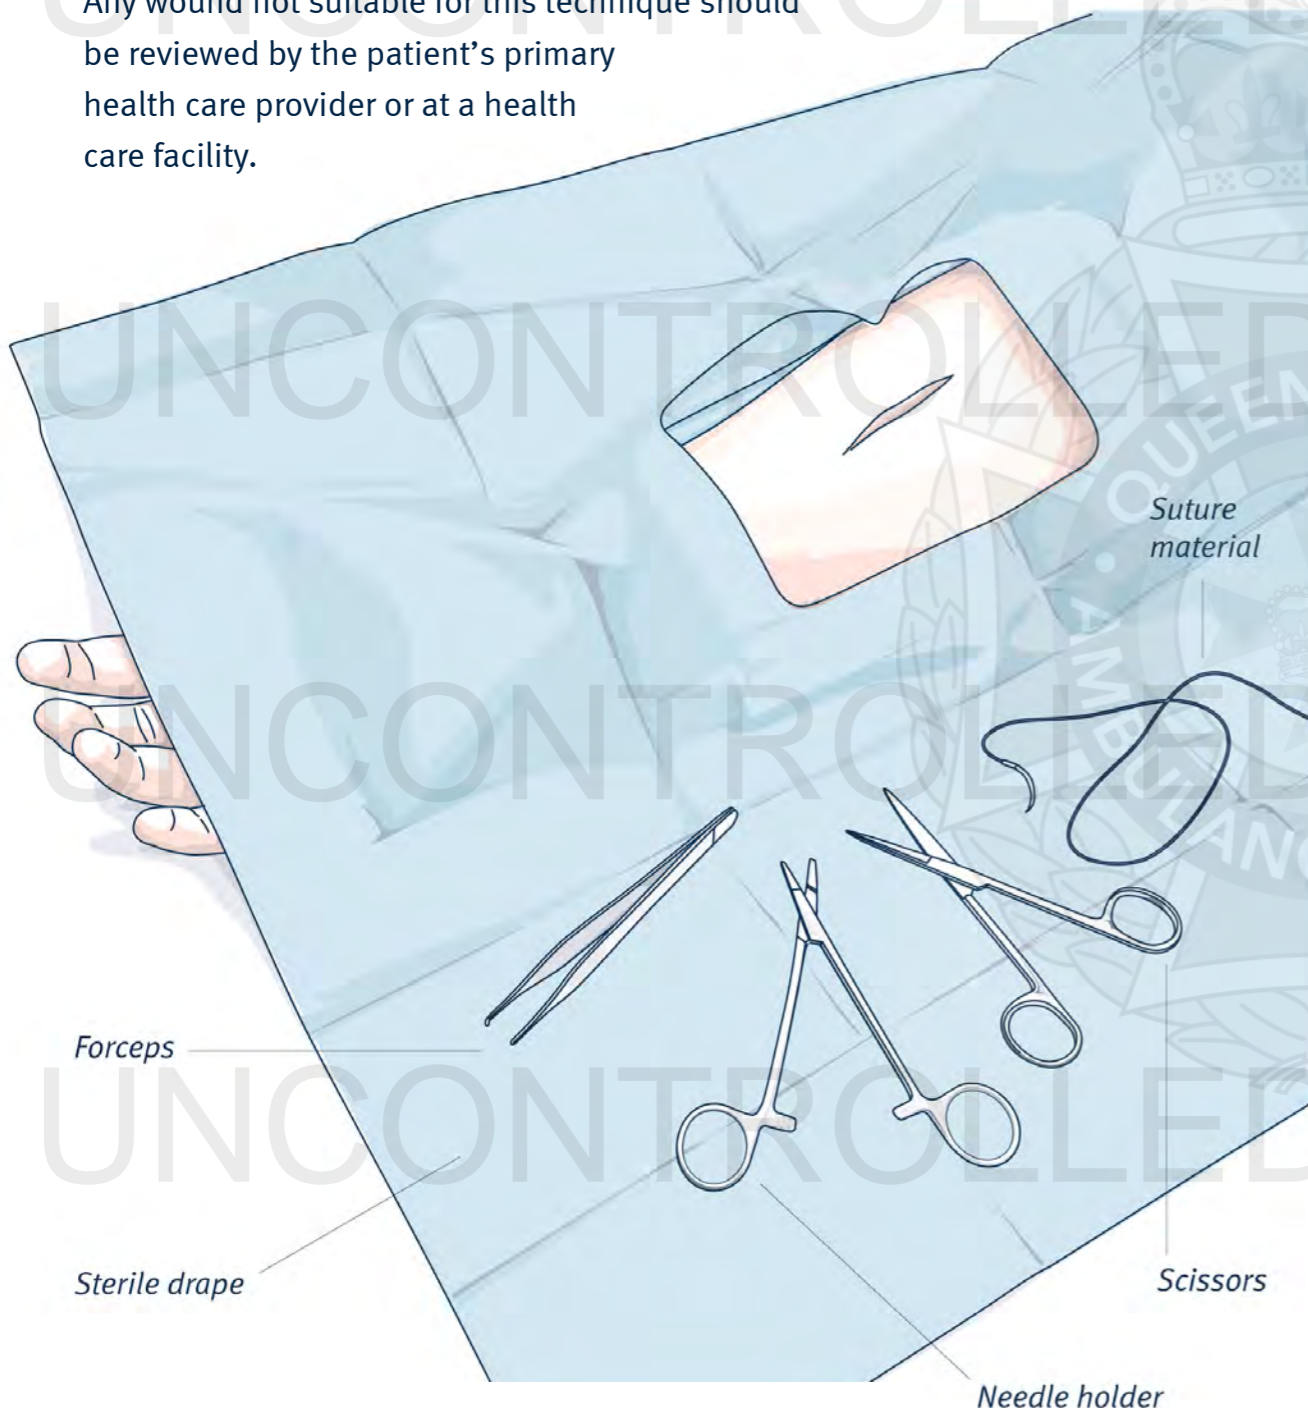 Any wound not suitable for this technique should
be reviewed by the patient's primary
health care provider or at a health
care facility.
UNCONTROLLED
Suture
material
UNCONTROLLED
Forceps
UNCONTROLLED
Sterile drape
Scissors
Needle holder